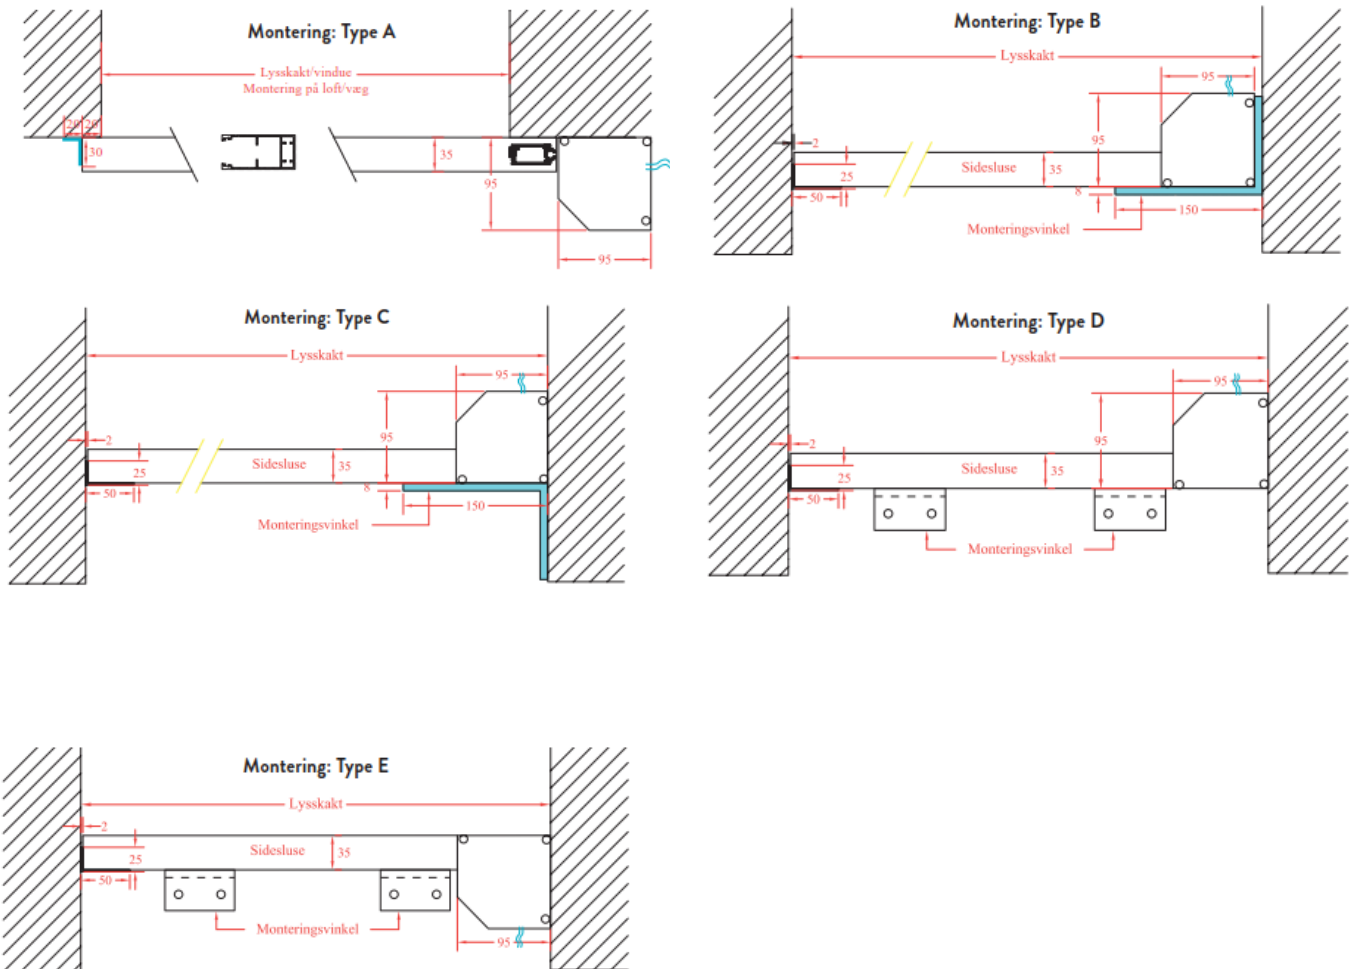 Montering: Type A
Lysskakt/vindue
Montering på loft/væg
20 20
30
35
95
95
Montering: Type B
Lysskakt
95
95
2
25
50
Sidesluse
35
8
150
Monteringsvinkel
Montering: Type C
Lysskakt
95
95
2
25
50
Sidesluse
35
8
150
Monteringsvinkel
Montering: Type D
Lysskakt
95
95
2
25
50
Sidesluse
35
Monteringsvinkel
Montering: Type E
Lysskakt
2
25
50
Sidesluse
35
Monteringsvinkel
95